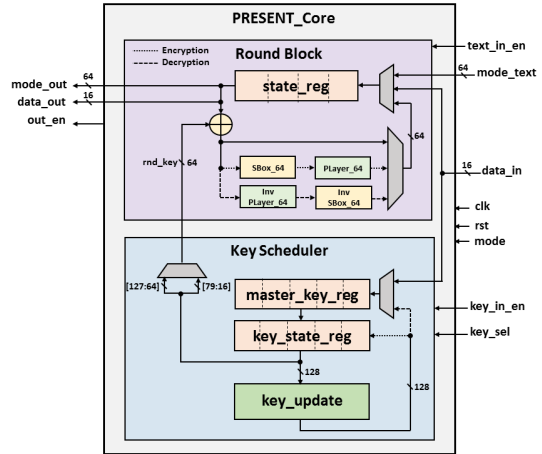 PRESENT_Core
Encryption
Decryption
Round Block
text_in_en
64
mode_out
64
mode_text
state_reg
16
data_out
out_en
64
rnd_key
64
SBox_64
PLayer_64
16
data_in
Inv
PLayer_64
Inv
SBox_64
clk
rst
mode
Key Scheduler
[127:64]
[79:16]
master_key_reg
key_in_en
key_state_reg
key_sel
128
128
key_update